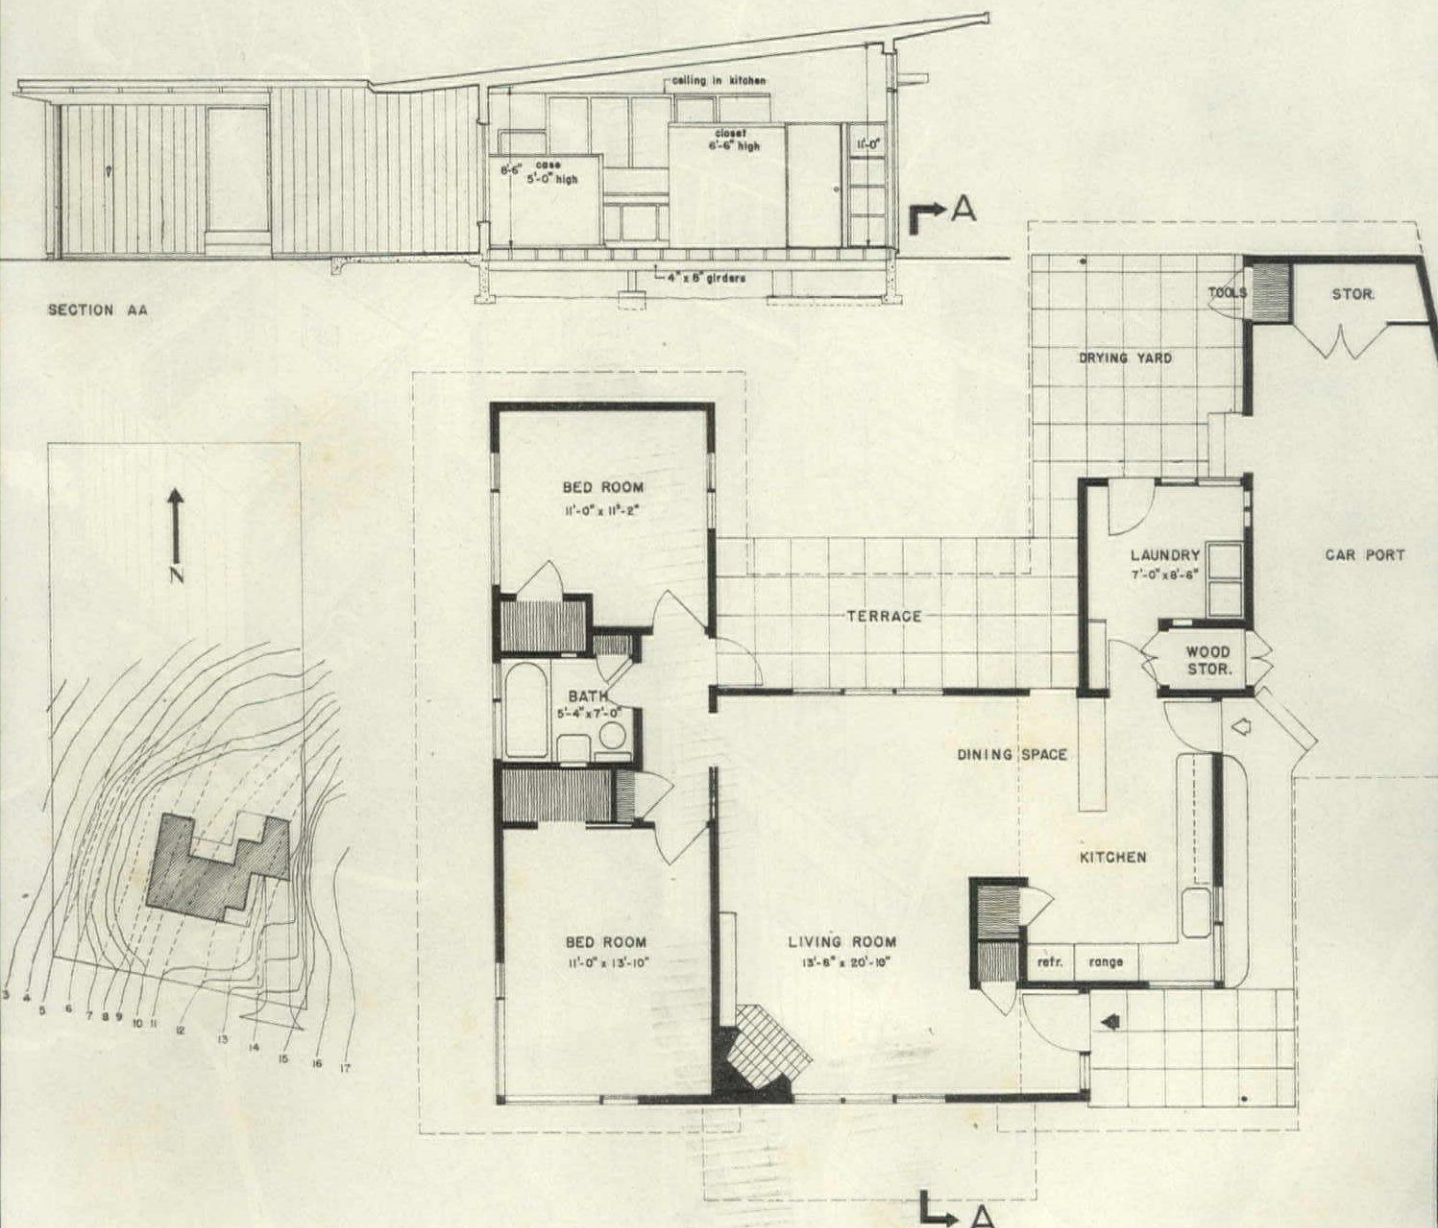 ceiling in kitchen
closet
6'-6" high
11'-0"
8'-6"
case
5'-0" high
A
4" x 6" girders
SECTION AA
TOOLS
STOR.
DRYING YARD
BED ROOM
11'-0" x 11'-2"
N
LAUNDRY
7'-0" x 8'-6"
CAR PORT
TERRACE
WOOD
STOR.
BATH
5'-4" x 7'-0"
DINING SPACE
KITCHEN
BED ROOM
11'-0" x 13'-10"
LIVING ROOM
13'-6" x 20'-10"
refr.
range
3 4 5 6 7 8 9 10 11 12 13 14 15 16 17
A